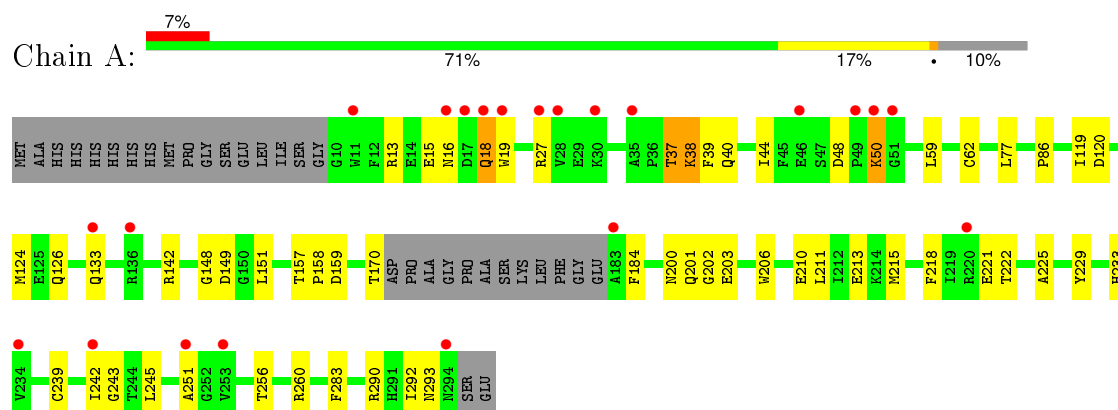 7%
Chain A:
71% 17% • 10%
MET ALA HIS HIS HIS HIS HIS HIS MET PRO GLY SER GLU LEU ILE SER GLY G10 W11 F12 R13 E14 E15 N16 D17 Q18 W19 R27 V28 E29 K30 A35 P36 T37 K38 F39 Q40 I44 F45 E46 S47 D48 P49 K50 G51 L59 C62 L77 P86 I119 D120
M124 E125 Q126 Q133 R136 R142 G148 D149 G150 L151 T157 P158 D159 T170 ASP PRO ALA GLY PRO ALA SER LYS LEU PHE GLY GLU A183 F184 N200 Q201 G202 E203 W206 E210 L211 I212 E213 K214 M215 F218 I219 R220 E221 T222 A225 Y229 H233
V234 C239 I242 G243 T244 L245 A251 G252 V253 T256 R260 F283 R290 H291 I292 N293 N294 SER GLU